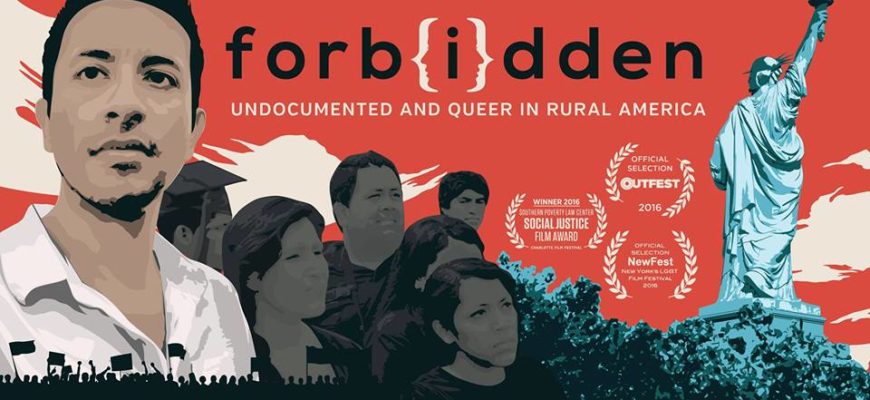 forb{i}dden
UNDOCUMENTED AND QUEER IN RURAL AMERICA
WINNER 2016
SOUTHERN POVERTY LAW CENTER
SOCIAL JUSTICE
FILM AWARD
CHARLOTTE FILM FESTIVAL
OFFICIAL
SELECTION
OUTFEST
2016
OFFICIAL
SELECTION
NewFest
NEW YORK'S LGBT
FILM FESTIVAL
2016